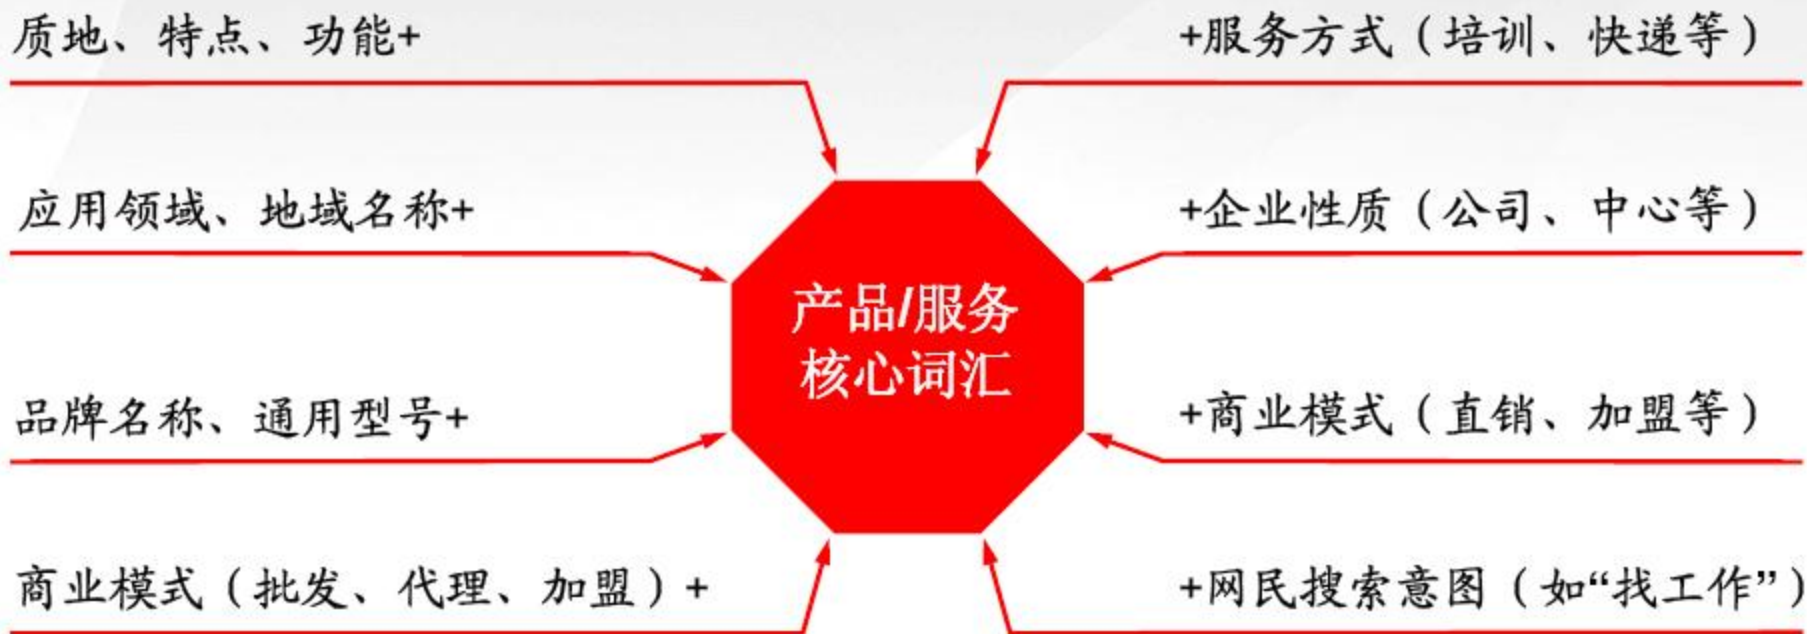 质地、特点、功能+
应用领域、地域名称+
品牌名称、通用型号+
商业模式（批发、代理、加盟）+
产品/服务
核心词汇
+服务方式（培训、快递等）
+企业性质（公司、中心等）
+商业模式（直销、加盟等）
+网民搜索意图（如“找工作”）